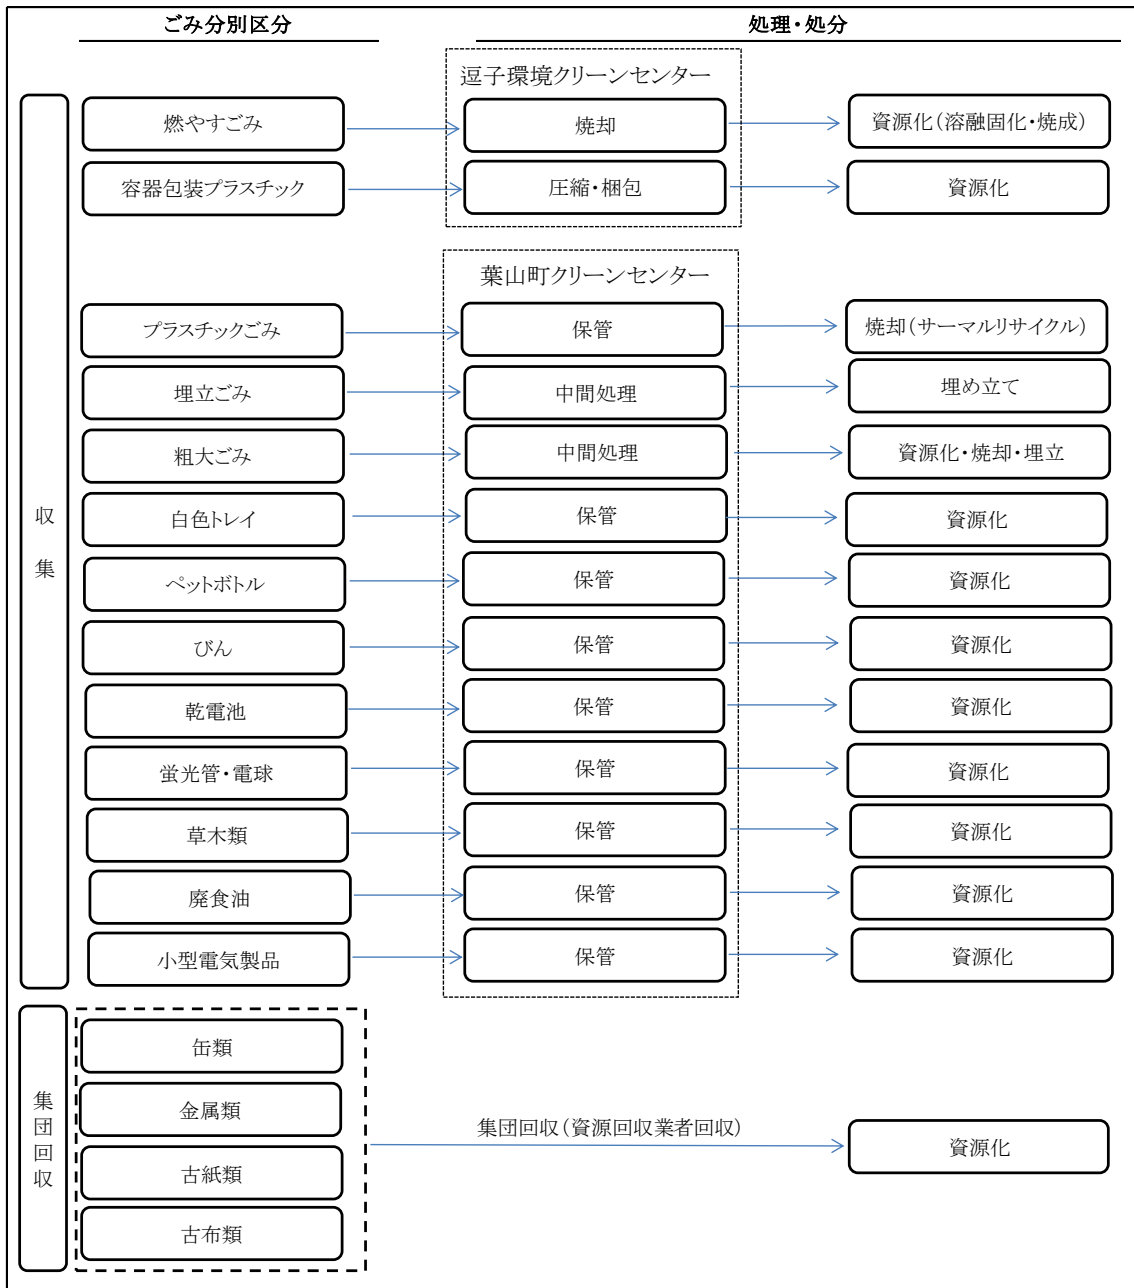 ごみ分別区分
処理・処分
収集
逗子環境クリーンセンター
燃やすごみ
焼却
資源化(溶融固化・焼成)
容器包装プラスチック
圧縮・梱包
資源化
葉山町クリーンセンター
プラスチックごみ
保管
焼却(サーマルリサイクル)
埋立ごみ
中間処理
埋め立て
粗大ごみ
中間処理
資源化・焼却・埋立
白色トレイ
保管
資源化
ペットボトル
保管
資源化
びん
保管
資源化
乾電池
保管
資源化
蛍光管・電球
保管
資源化
草木類
保管
資源化
廃食油
保管
資源化
小型電気製品
保管
資源化
集団回収
缶類
金属類
古紙類
古布類
集団回収(資源回収業者回収)
資源化